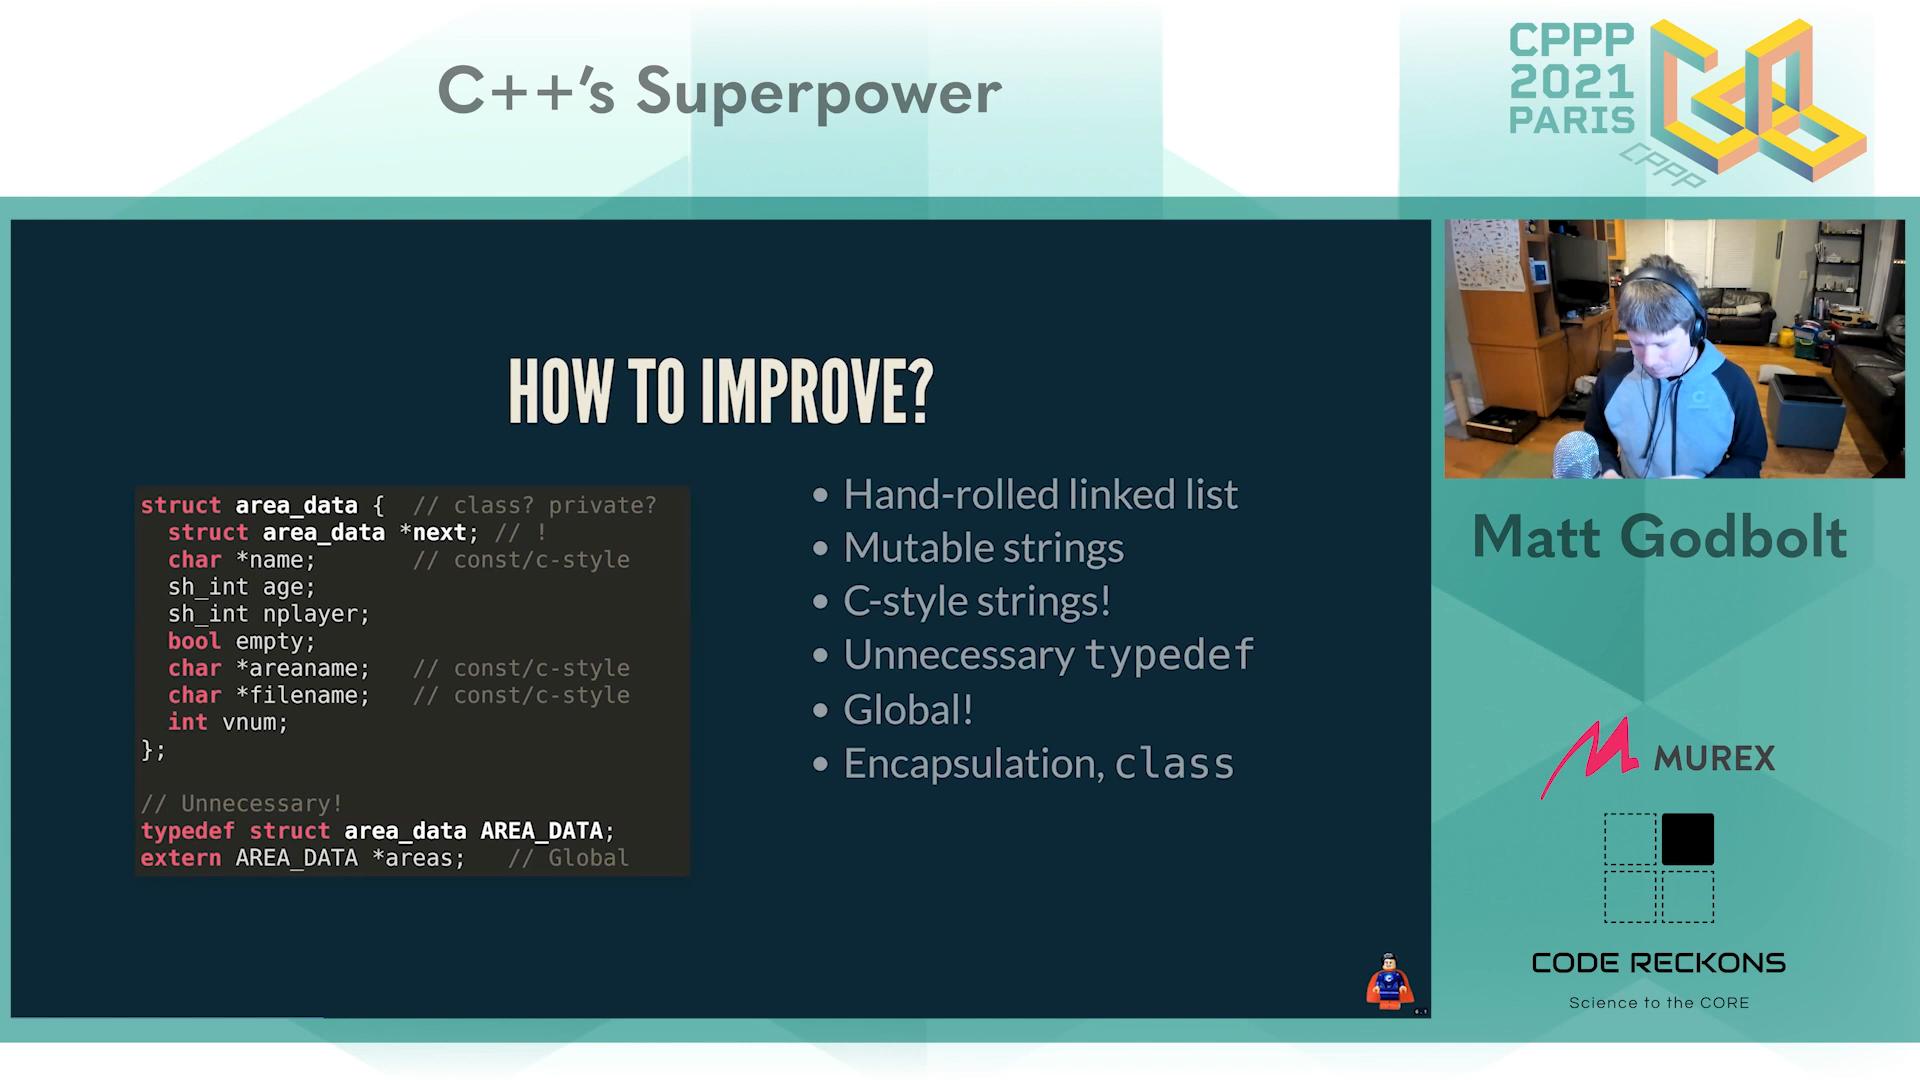 C++’s Superpower
CPPP
2021
PARIS
CPPP
HOW TO IMPROVE?
struct area_data {  // class? private?
  struct area_data *next; // !
  char *name;       // const/c-style
  sh_int age;
  sh_int nplayer;
  bool empty;
  char *areaname;   // const/c-style
  char *filename;   // const/c-style
  int vnum;
};
// Unnecessary!
typedef struct area_data AREA_DATA;
extern AREA_DATA *areas;   // Global
• Hand-rolled linked list
• Mutable strings
• C-style strings!
• Unnecessary typedef
• Global!
• Encapsulation, class
Matt Godbolt
MUREX
CODE RECKONS
Science to the CORE